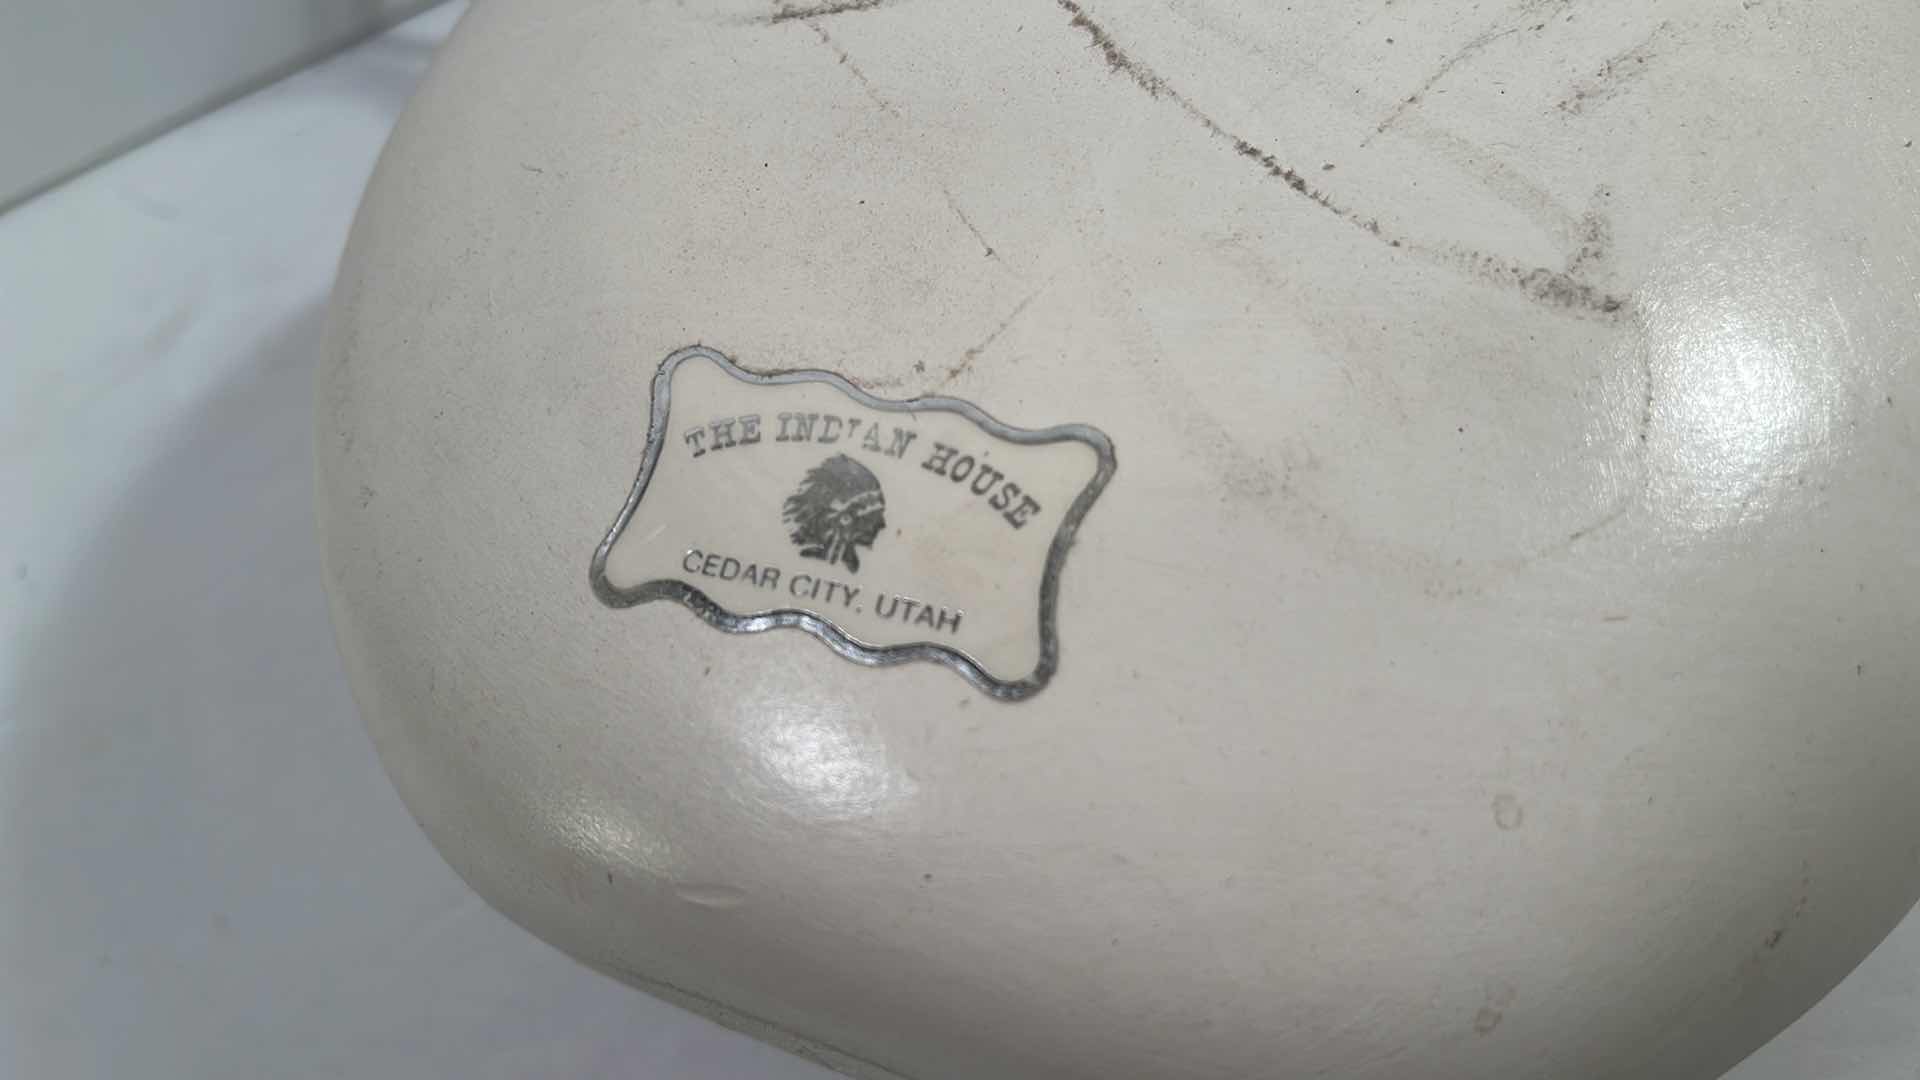 THE INDIAN HOUSE
CEDAR CITY, UTAH